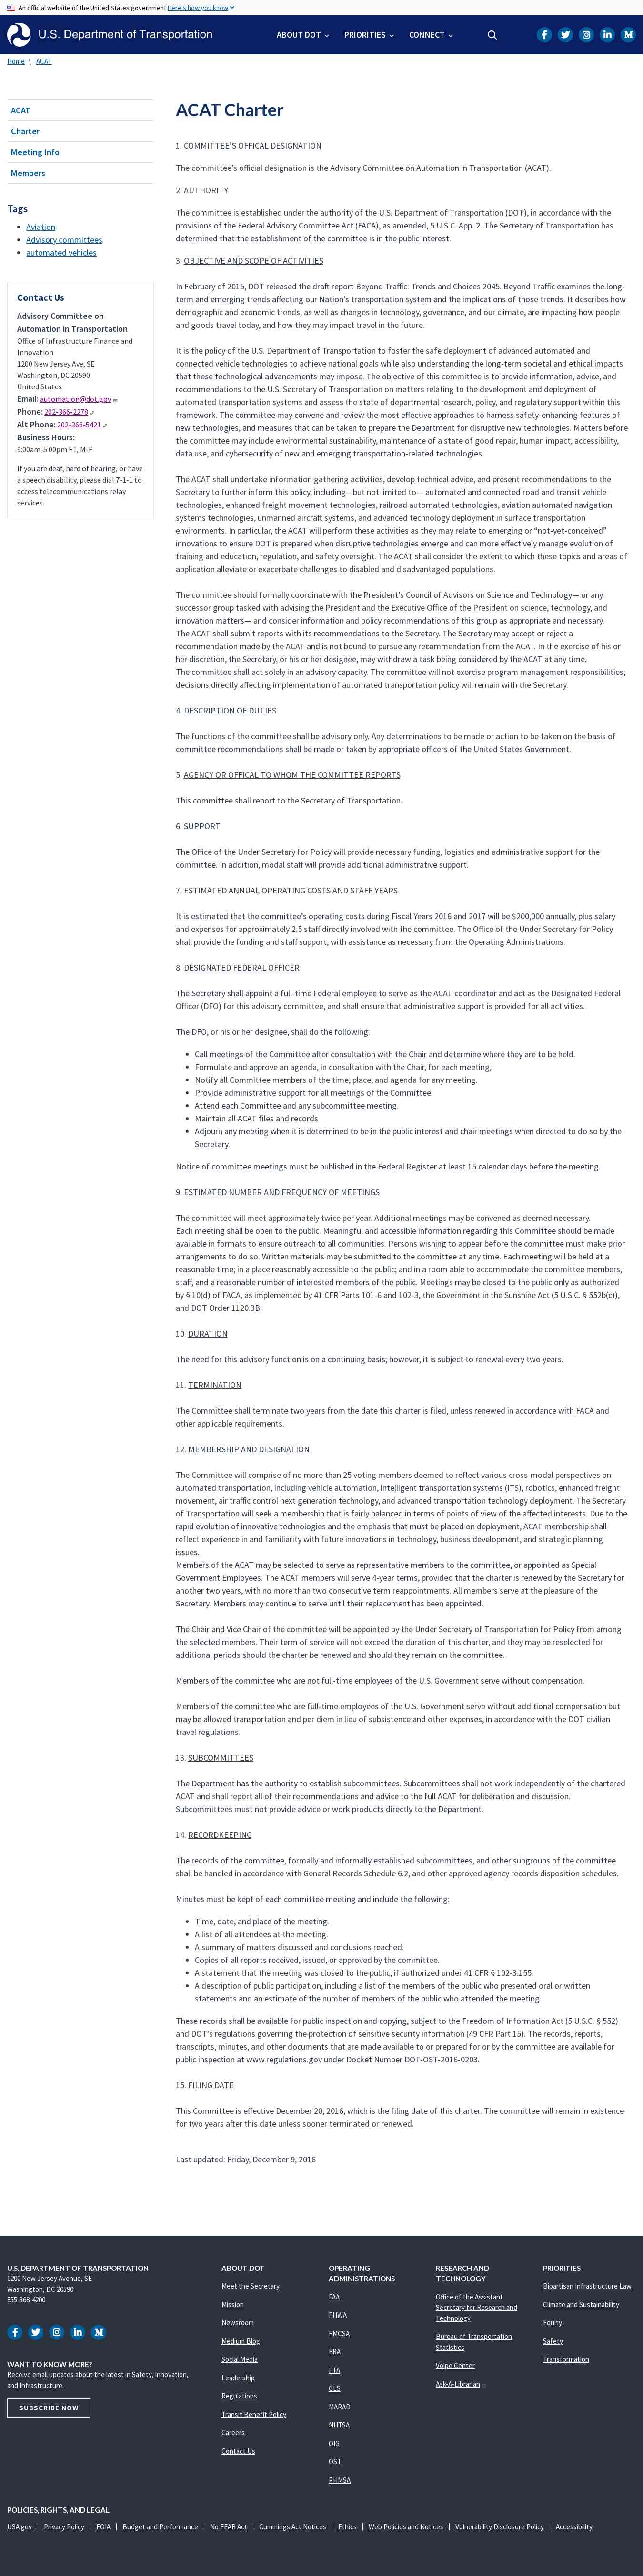 An official website of the United States government Here's how you know
U.S. Department of Transportation
ABOUT DOT
PRIORITIES
CONNECT
Home \ ACAT
ACAT
Charter
Meeting Info
Members
Tags
Aviation
Advisory committees
automated vehicles
Contact Us
Advisory Committee on
Automation in Transportation
Office of Infrastructure Finance and
Innovation
1200 New Jersey Ave, SE
Washington, DC 20590
United States
Email: automation@dot.gov
Phone: 202-366-2278
Alt Phone: 202-366-5421
Business Hours:
9:00am-5:00pm ET, M-F
If you are deaf, hard of hearing, or have
a speech disability, please dial 7-1-1 to
access telecommunications relay
services.
ACAT Charter
1. COMMITTEE'S OFFICAL DESIGNATION
The committee’s official designation is the Advisory Committee on Automation in Transportation (ACAT).
2. AUTHORITY
The committee is established under the authority of the U.S. Department of Transportation (DOT), in accordance with the
provisions of the Federal Advisory Committee Act (FACA), as amended, 5 U.S.C. App. 2. The Secretary of Transportation has
determined that the establishment of the committee is in the public interest.
3. OBJECTIVE AND SCOPE OF ACTIVITIES
In February of 2015, DOT released the draft report Beyond Traffic: Trends and Choices 2045. Beyond Traffic examines the long-
term and emerging trends affecting our Nation’s transportation system and the implications of those trends. It describes how
demographic and economic trends, as well as changes in technology, governance, and our climate, are impacting how people
and goods travel today, and how they may impact travel in the future.
It is the policy of the U.S. Department of Transportation to foster the safe deployment of advanced automated and
connected vehicle technologies to achieve national goals while also monitoring and addressing the real and potential impacts
that these technological advancements may impose. The objective of this committee is to provide information, advice, and
recommendations to the U.S. Secretary of Transportation on matters relating to the development and deployment of
automated vehicles, and to perform an assessment of the state of departmental research, policy, and regulatory support within
this framework. The committee may convene to discuss and review the most effective approaches to harness safety-enhancing features of
new technologies, and measures that can be taken to prepare the Department for disruptive new technologies. Matters before
the committee may include environmental sustainability, mobility, maintenance of a state of good repair, human impact, accessibility,
data use, and cybersecurity of new and emerging transportation-related technologies.
The ACAT shall undertake information gathering activities, develop technical advice, and present recommendations to the
Secretary to further inform this policy, including—but not limited to— automated and connected road and transit vehicle
technologies, enhanced freight movement technologies, railroad automated technologies, aviation automated navigation
systems technologies, unmanned aircraft systems, and advanced technology deployment in surface transportation
environments. In particular, the ACAT will perform these activities as they may relate to emerging or “not-yet-conceived”
innovations to ensure DOT is prepared when disruptive technologies emerge and can more effectively manage evolution of
training and education, regulation, and safety oversight. The ACAT shall consider the extent to which these topics and areas of
application alleviate or exacerbate challenges to disabled and disadvantaged populations.
The committee should formally coordinate with the President’s Council of Advisors on Science and Technology— or any
successor group tasked with advising the President and the Executive Office of the President on science, technology, and
innovation matters— and consider information and policy recommendations of this group as appropriate.
The ACAT shall submit reports with its recommendations to the Secretary. The Secretary may accept or reject a
recommendation made by the ACAT and is not bound to pursue any recommendation from the ACAT. In the exercise of his or
her discretion, the Secretary, or his or her designee, may withdraw a task being considered by the ACAT at any time.
The committee shall act solely in an advisory capacity. The committee will not exercise program management responsibilities;
decisions directly affecting implementation of automated transportation policy will remain with the Secretary.
4. DESCRIPTION OF DUTIES
The functions of the committee shall be advisory only. Any determinations to be made or action to be taken on the basis of
committee recommendations shall be made or taken by appropriate officers of the United States Government.
5. AGENCY OR OFFICAL TO WHOM THE COMMITTEE REPORTS
This committee shall report to the Secretary of Transportation.
6. SUPPORT
The Office of the Under Secretary for Policy will provide necessary funding, logistics and administrative support for the
committee. In addition, modal staff will provide additional administrative support.
7. ESTIMATED ANNUAL OPERATING COSTS AND STAFF YEARS
It is estimated that the committee’s operating costs during Fiscal Years 2016 and 2017 will be $200,000 annually, plus salary
and expenses for approximately 2.5 staff directly involved with the committee. The Office of the Under Secretary for Policy
shall provide the funding and staff support, with assistance as necessary from the Operating Administrations.
8. DESIGNATED FEDERAL OFFICER
The Secretary shall appoint a full-time Federal employee to serve as the ACAT coordinator and act as the Designated Federal
Officer (DFO) for this advisory committee, and shall ensure that administrative support is provided for all activities.
The DFO, or his or her designee, shall do the following:
Call meetings of the Committee after consultation with the Chair and determine where they are to be held.
Formulate and approve an agenda, in consultation with the Chair, for each meeting,
Notify all Committee members of the time, place, and agenda for any meeting.
Provide administrative support for all meetings of the Committee.
Attend each Committee and any subcommittee meeting.
Maintain all ACAT files and records
Adjourn any meeting when it is determined to be in the public interest and chair meetings when directed to do so by the
Secretary.
Notice of committee meetings must be published in the Federal Register at least 15 calendar days before the meeting.
9. ESTIMATED NUMBER AND FREQUENCY OF MEETINGS
The committee will meet approximately twice per year. Additional meetings may be convened as deemed necessary.
Each meeting shall be open to the public. Meaningful and accessible information regarding this Committee should be made
available in formats to ensure outreach to all communities. Persons wishing to appear before the committee must make prior
arrangements to do so. Written materials may be submitted to the committee at any time. Each meeting will be held at a
reasonable time; in a place reasonably accessible to the public; and in a room able to accommodate the committee members,
staff, and a reasonable number of interested members of the public. Meetings may be closed to the public only as authorized
by § 10(d) of FACA, as implemented by 41 CFR Parts 101-6 and 102-3, the Government in the Sunshine Act (5 U.S.C. § 552b(c)),
and DOT Order 1120.3B.
10. DURATION
The need for this advisory function is on a continuing basis; however, it is subject to renewal every two years.
11. TERMINATION
The Committee shall terminate two years from the date this charter is filed, unless renewed in accordance with FACA and
other applicable requirements.
12. MEMBERSHIP AND DESIGNATION
The Committee will comprise of no more than 25 voting members deemed to reflect various cross-modal perspectives on
automated transportation, including vehicle automation, intelligent transportation systems (ITS), robotics, enhanced freight
movement, air traffic control next generation technology, and advanced transportation technology deployment. The Secretary
of Transportation will seek a membership that is fairly balanced in terms of points of view of the affected interests. Due to the
rapid evolution of innovative technologies and the emphasis that must be placed on deployment, ACAT membership shall
reflect experience in and familiarity with future innovations in technology, business development, and strategic planning
issues.
Members of the ACAT may be selected to serve as representative members to the committee, or appointed as Special
Government Employees. The ACAT members will serve 4-year terms, provided that the charter is renewed by the Secretary for
another two years, with no more than two consecutive term reappointments. All members serve at the pleasure of the
Secretary. Members may continue to serve until their replacement has been appointed.
The Chair and Vice Chair of the committee will be appointed by the Under Secretary of Transportation for Policy from among
the selected members. Their term of service will not exceed the duration of this charter, and they may be reselected for
additional periods should the charter be renewed and should they remain on the committee.
Members of the committee who are not full-time employees of the U.S. Government serve without compensation.
Members of the committee who are full-time employees of the U.S. Government serve without additional compensation but
may be allowed transportation and per diem in lieu of subsistence and other expenses, in accordance with the DOT civilian
travel regulations.
13. SUBCOMMITTEES
The Department has the authority to establish subcommittees. Subcommittees shall not work independently of the chartered
ACAT and shall report all of their recommendations and advice to the full ACAT for deliberation and discussion.
Subcommittees must not provide advice or work products directly to the Department.
14. RECORDKEEPING
The records of the committee, formally and informally established subcommittees, and other subgroups of the committee
shall be handled in accordance with General Records Schedule 6.2, and other approved agency records disposition schedules.
Minutes must be kept of each committee meeting and include the following:
Time, date, and place of the meeting.
A list of all attendees at the meeting.
A summary of matters discussed and conclusions reached.
Copies of all reports received, issued, or approved by the committee.
A statement that the meeting was closed to the public, if authorized under 41 CFR § 102-3.155.
A description of public participation, including a list of the members of the public who presented oral or written
statements and an estimate of the number of members of the public who attended the meeting.
These records shall be available for public inspection and copying, subject to the Freedom of Information Act (5 U.S.C. § 552)
and DOT’s regulations governing the protection of sensitive security information (49 CFR Part 15). The records, reports,
transcripts, minutes, and other documents that are made available to or prepared for or by the committee are available for
public inspection at www.regulations.gov under Docket Number DOT-OST-2016-0203.
15. FILING DATE
This Committee is effective December 20, 2016, which is the filing date of this charter. The committee will remain in existence
for two years after this date unless sooner terminated or renewed.
Last updated: Friday, December 9, 2016
U.S. DEPARTMENT OF TRANSPORTATION
1200 New Jersey Avenue, SE
Washington, DC 20590
855-368-4200
WANT TO KNOW MORE?
Receive email updates about the latest in Safety, Innovation,
and Infrastructure.
SUBSCRIBE NOW
ABOUT DOT
Meet the Secretary
Mission
Newsroom
Medium Blog
Social Media
Leadership
Regulations
Transit Benefit Policy
Careers
Contact Us
OPERATING
ADMINISTRATIONS
FAA
FHWA
FMCSA
FRA
FTA
GLS
MARAD
NHTSA
OIG
OST
PHMSA
RESEARCH AND
TECHNOLOGY
Office of the Assistant
Secretary for Research and
Technology
Bureau of Transportation
Statistics
Volpe Center
Ask-A-Librarian
PRIORITIES
Bipartisan Infrastructure Law
Climate and Sustainability
Equity
Safety
Transformation
POLICIES, RIGHTS, AND LEGAL
USA.gov | Privacy Policy | FOIA | Budget and Performance | No FEAR Act | Cummings Act Notices | Ethics | Web Policies and Notices | Vulnerability Disclosure Policy | Accessibility